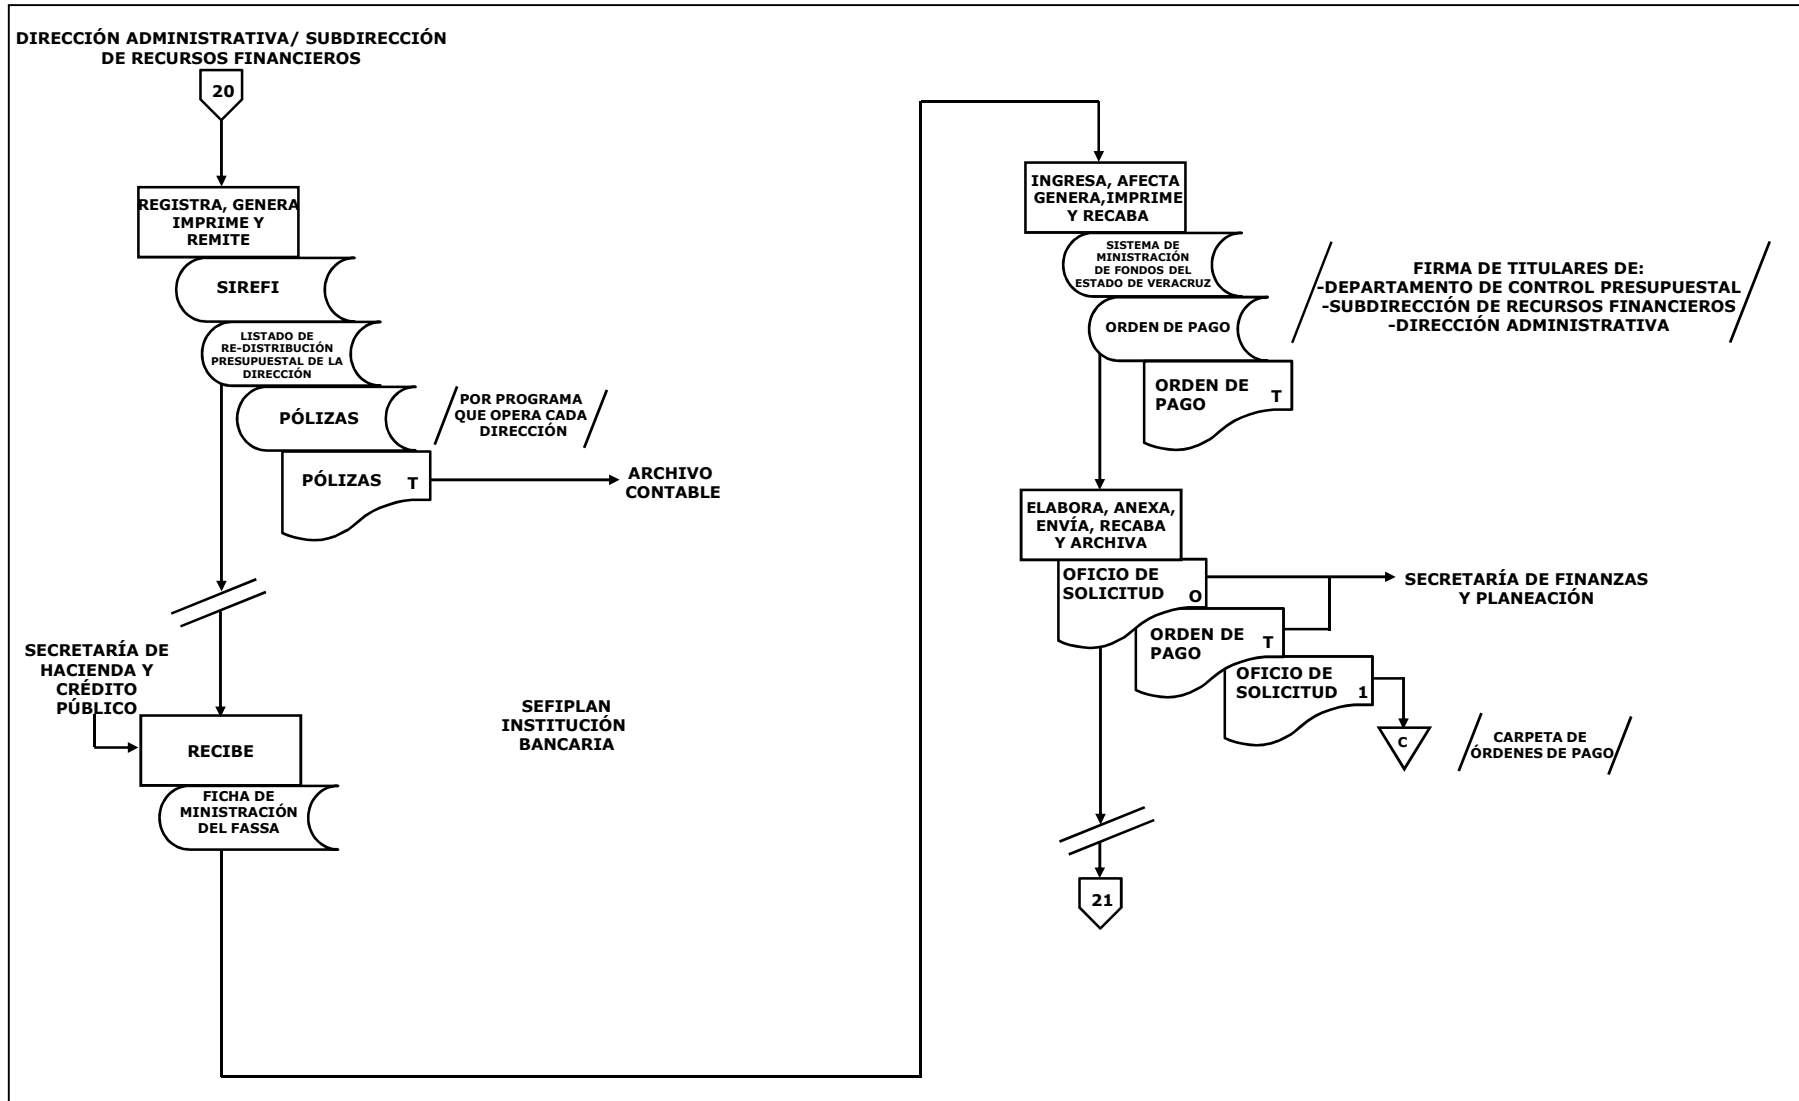 DIRECCIÓN ADMINISTRATIVA/ SUBDIRECCIÓN
DE RECURSOS FINANCIEROS
20
REGISTRA, GENERA
IMPRIME Y
REMITE
SIREFI
LISTADO DE
RE-DISTRIBUCIÓN
PRESUPUESTAL DE LA
DIRECCIÓN
PÓLIZAS
POR PROGRAMA
QUE OPERA CADA
DIRECCIÓN
PÓLIZAS T
ARCHIVO
CONTABLE
SECRETARÍA DE
HACIENDA Y
CRÉDITO
PÚBLICO
RECIBE
FICHA DE
MINISTRACIÓN
DEL FASSA
SEFIPLAN
INSTITUCIÓN
BANCARIA
INGRESA, AFECTA
GENERA,IMPRIME
Y RECABA
SISTEMA DE
MINISTRACIÓN
DE FONDOS DEL
ESTADO DE VERACRUZ
ORDEN DE PAGO
FIRMA DE TITULARES DE:
-DEPARTAMENTO DE CONTROL PRESUPUESTAL
-SUBDIRECCIÓN DE RECURSOS FINANCIEROS
-DIRECCIÓN ADMINISTRATIVA
ORDEN DE
PAGO T
ELABORA, ANEXA,
ENVÍA, RECABA
Y ARCHIVA
OFICIO DE
SOLICITUD O
SECRETARÍA DE FINANZAS
Y PLANEACIÓN
ORDEN DE
PAGO T
OFICIO DE
SOLICITUD 1
C
CARPETA DE
ÓRDENES DE PAGO
21